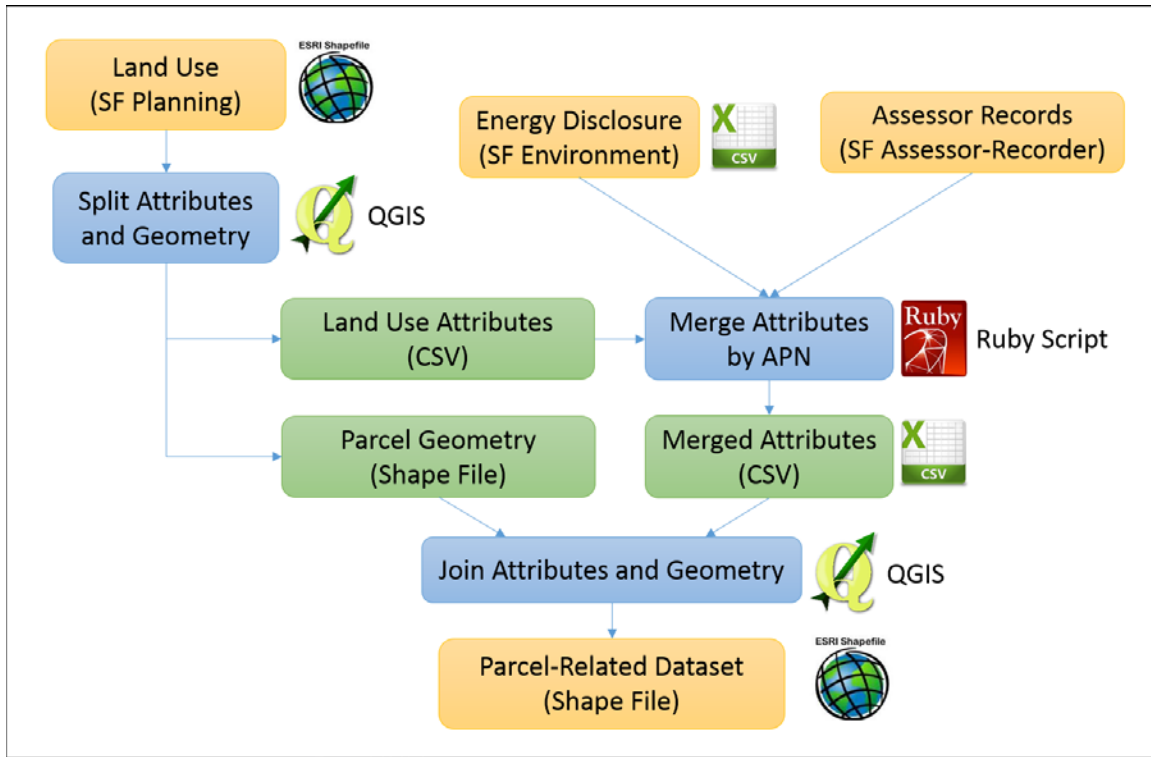 ESRI Shapefile
Land Use
(SF Planning)
Energy Disclosure
(SF Environment)
X
CSV
Assessor Records
(SF Assessor-Recorder)
Split Attributes
and Geometry
QGIS
Land Use Attributes
(CSV)
Merge Attributes
by APN
Ruby
Ruby Script
Parcel Geometry
(Shape File)
Merged Attributes
(CSV)
X
CSV
Join Attributes and Geometry
QGIS
Parcel-Related Dataset
(Shape File)
ESRI Shapefile